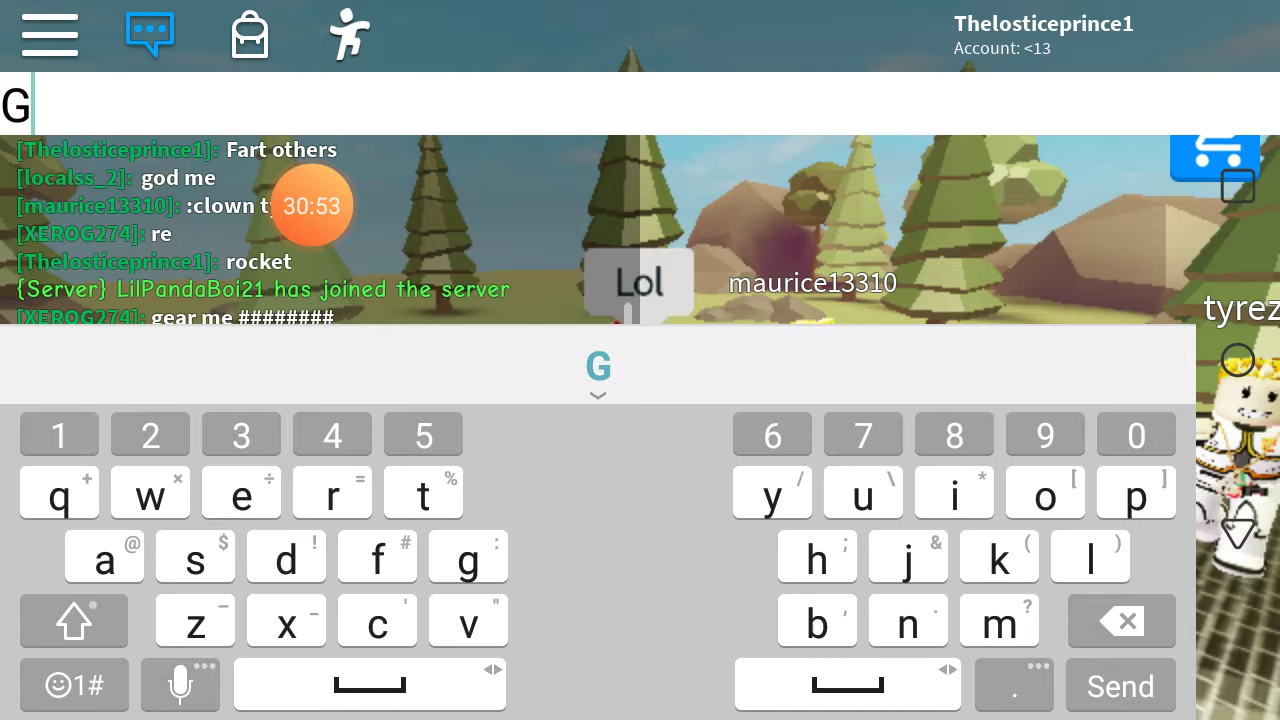 Thelosticeprince1
Account: <13
G
[Thelosticeprince1]: Fart others
[localss_2]: god me
[maurice13310]: :clown
30:53
[XEROG274]: re
[Thelosticeprince1]: rocket
{Server} LilPandaBoi21 has joined the server
[XEROG274]: gear me ########
Lol
maurice13310
tyrez
G
1 2 3 4 5 6 7 8 9 0
q + w × e ÷ r = t % y / u \ i * o [ p ]
a @ s $ d ! f # g : h ; j & k ( l )
z – x _ c ' v " b , n . m ?
1# . Send